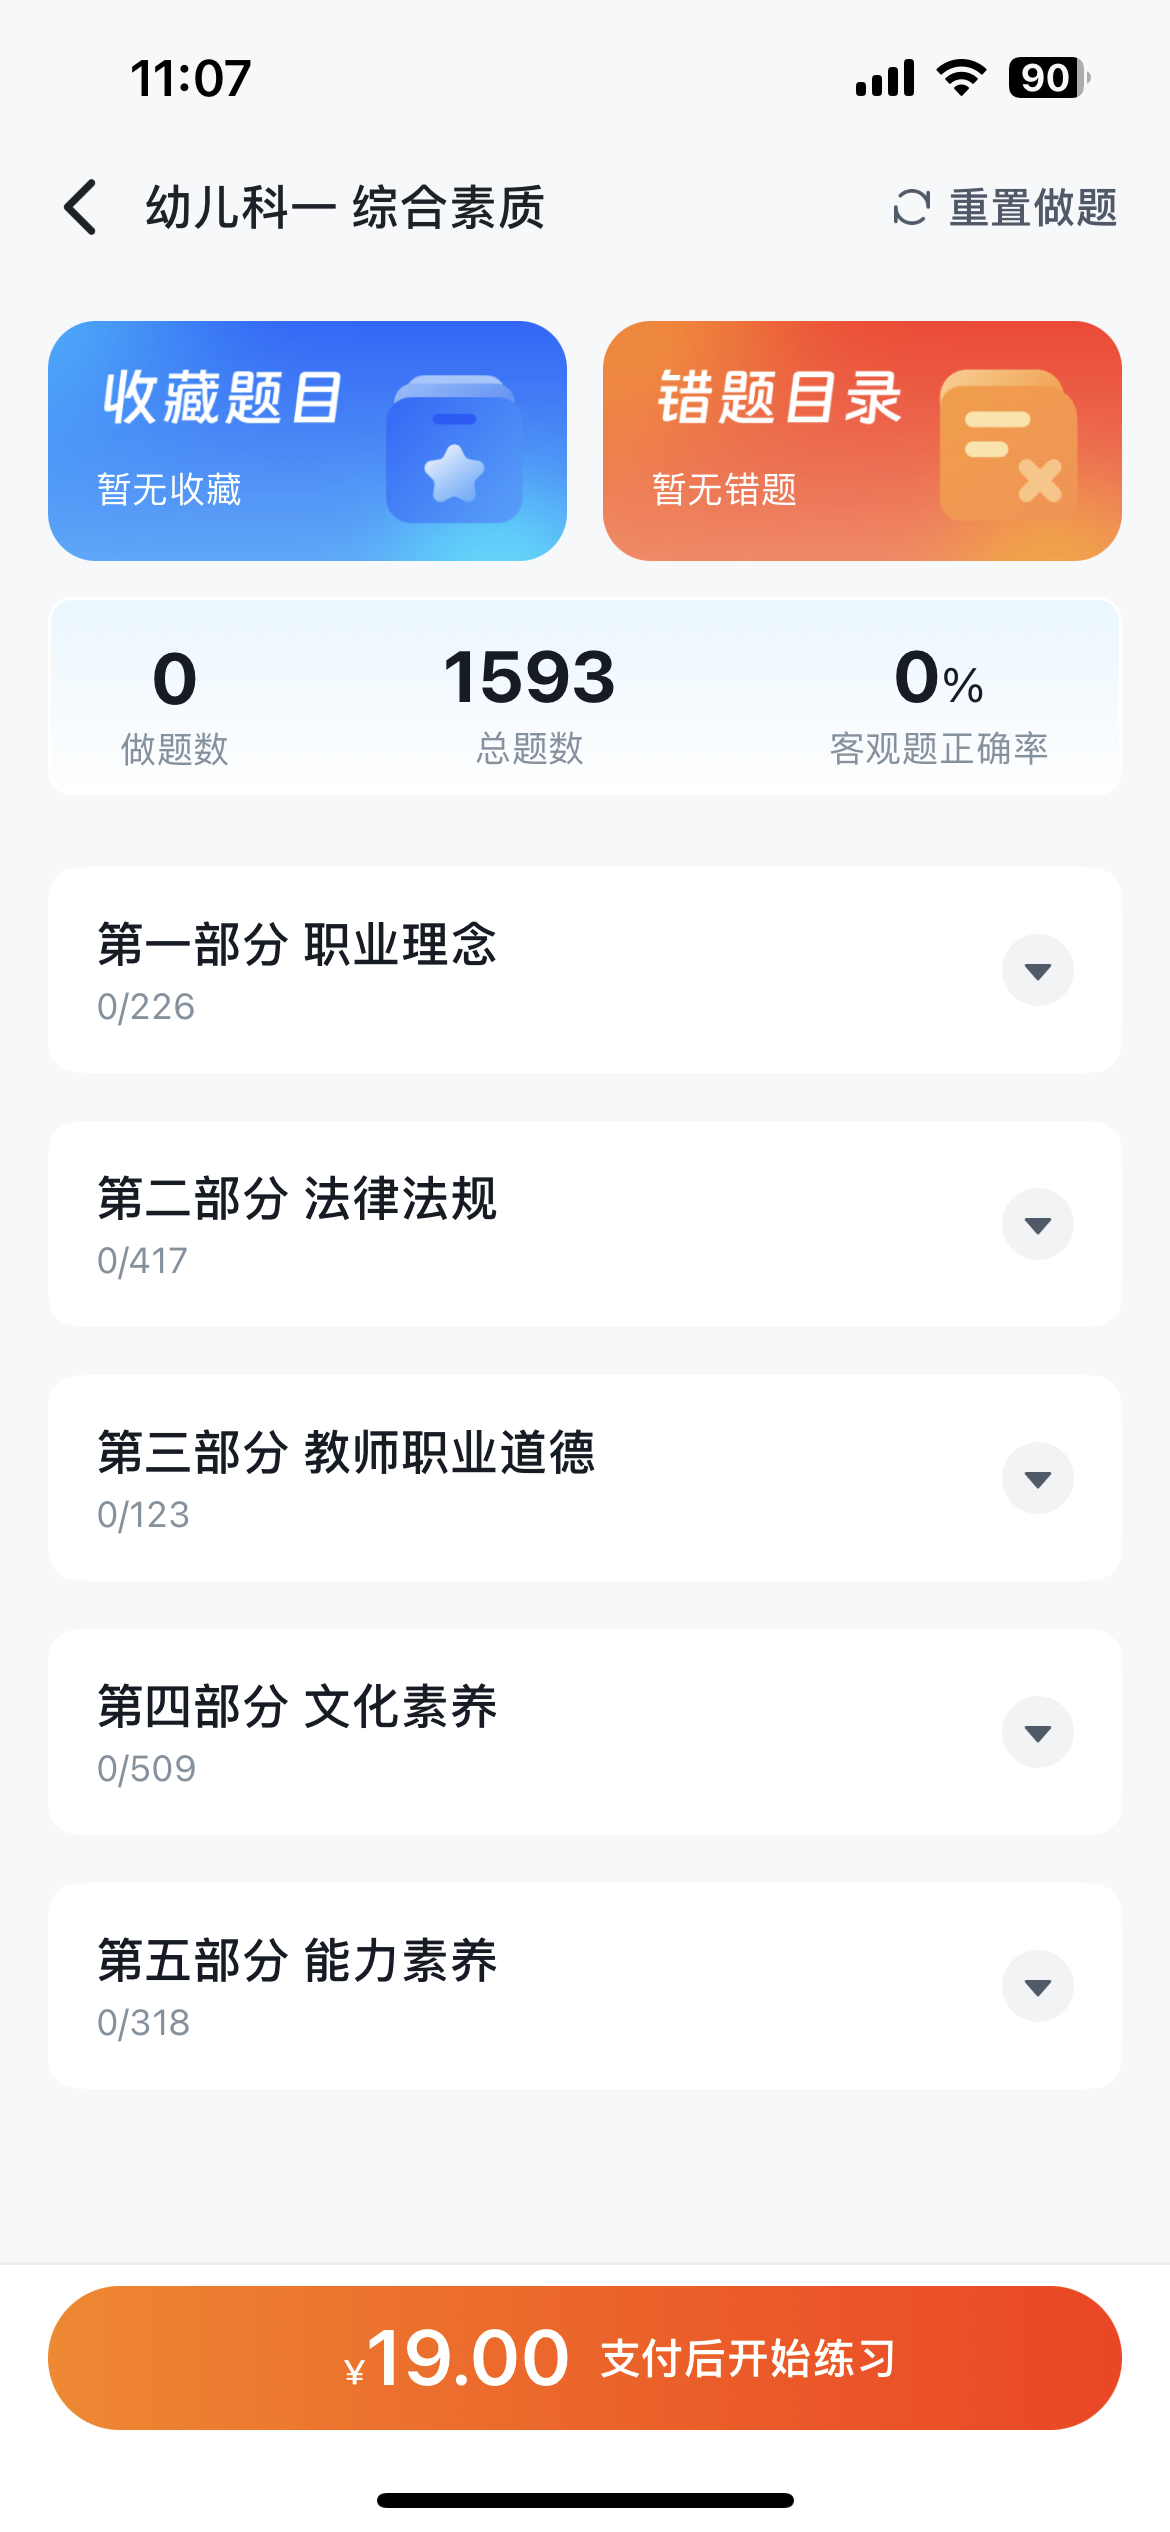 11:07
90
幼儿科一 综合素质
重置做题
收藏题目
暂无收藏
错题目录
暂无错题
0
做题数
1593
总题数
0%
客观题正确率
第一部分 职业理念
0/226
第二部分 法律法规
0/417
第三部分 教师职业道德
0/123
第四部分 文化素养
0/509
第五部分 能力素养
0/318
¥19.00 支付后开始练习